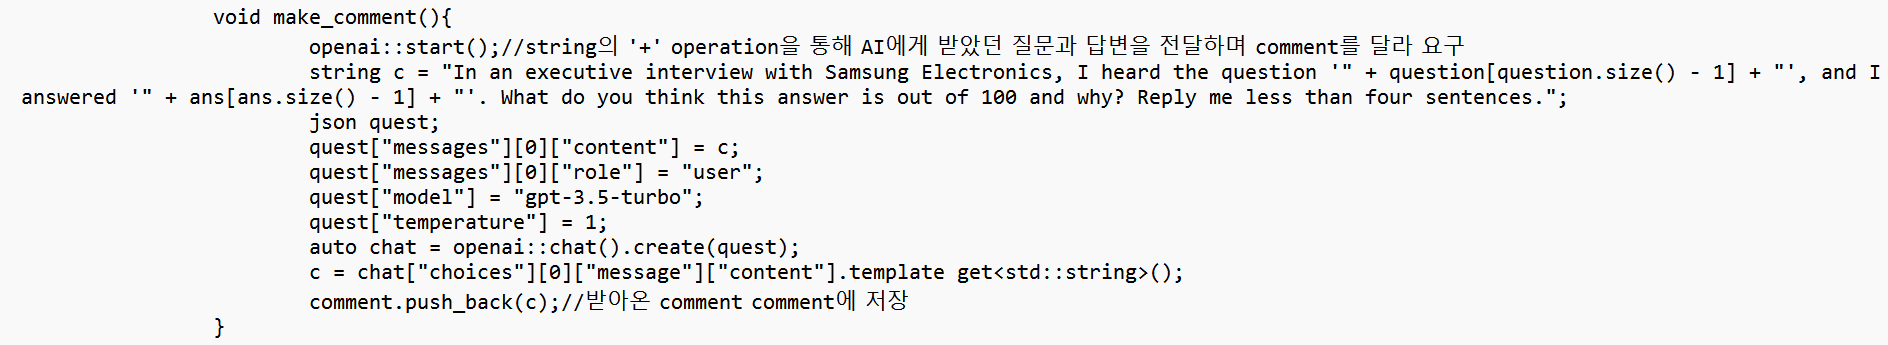 void make_comment(){
openai::start();//string의 '+' operation을 통해 AI에게 받았던 질문과 답변을 전달하며 comment를 달라 요구
string c = "In an executive interview with Samsung Electronics, I heard the question '" + question[question.size() - 1] + "', and I
answered '" + ans[ans.size() - 1] + "'. What do you think this answer is out of 100 and why? Reply me less than four sentences.";
json quest;
quest["messages"][0]["content"] = c;
quest["messages"][0]["role"] = "user";
quest["model"] = "gpt-3.5-turbo";
quest["temperature"] = 1;
auto chat = openai::chat().create(quest);
c = chat["choices"][0]["message"]["content"].template get<std::string>();
comment.push_back(c);//받아온 comment comment에 저장
}